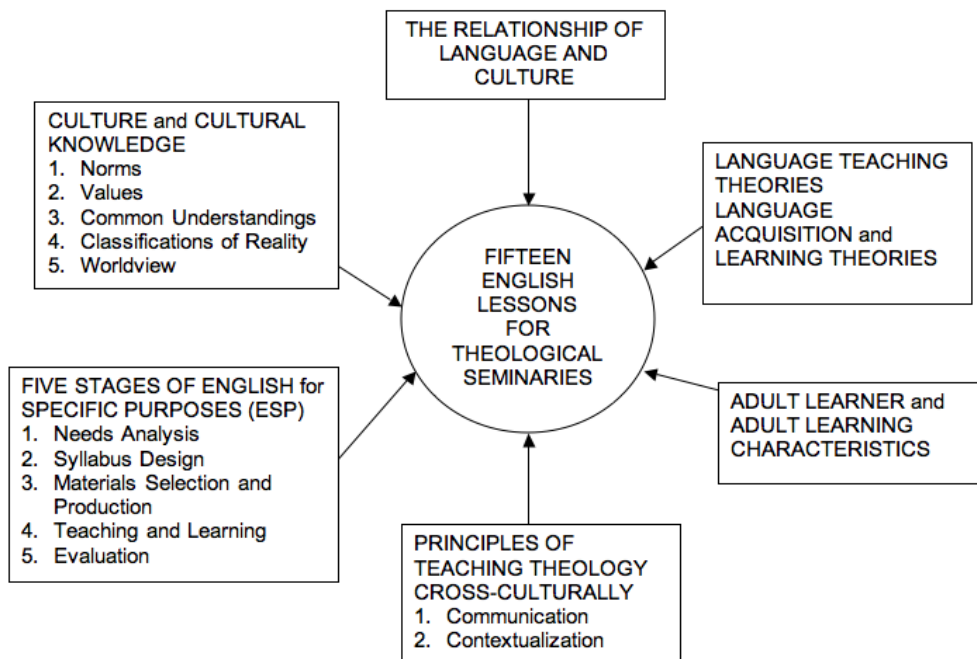 THE RELATIONSHIP OF
LANGUAGE AND
CULTURE
CULTURE and CULTURAL
KNOWLEDGE
1. Norms
2. Values
3. Common Understandings
4. Classifications of Reality
5. Worldview
LANGUAGE TEACHING
THEORIES
LANGUAGE
ACQUISITION and
LEARNING THEORIES
FIFTEEN
ENGLISH
LESSONS
FOR
THEOLOGICAL
SEMINARIES
FIVE STAGES OF ENGLISH for
SPECIFIC PURPOSES (ESP)
1. Needs Analysis
2. Syllabus Design
3. Materials Selection and
Production
4. Teaching and Learning
5. Evaluation
ADULT LEARNER and
ADULT LEARNING
CHARACTERISTICS
PRINCIPLES OF
TEACHING THEOLOGY
CROSS-CULTURALLY
1. Communication
2. Contextualization